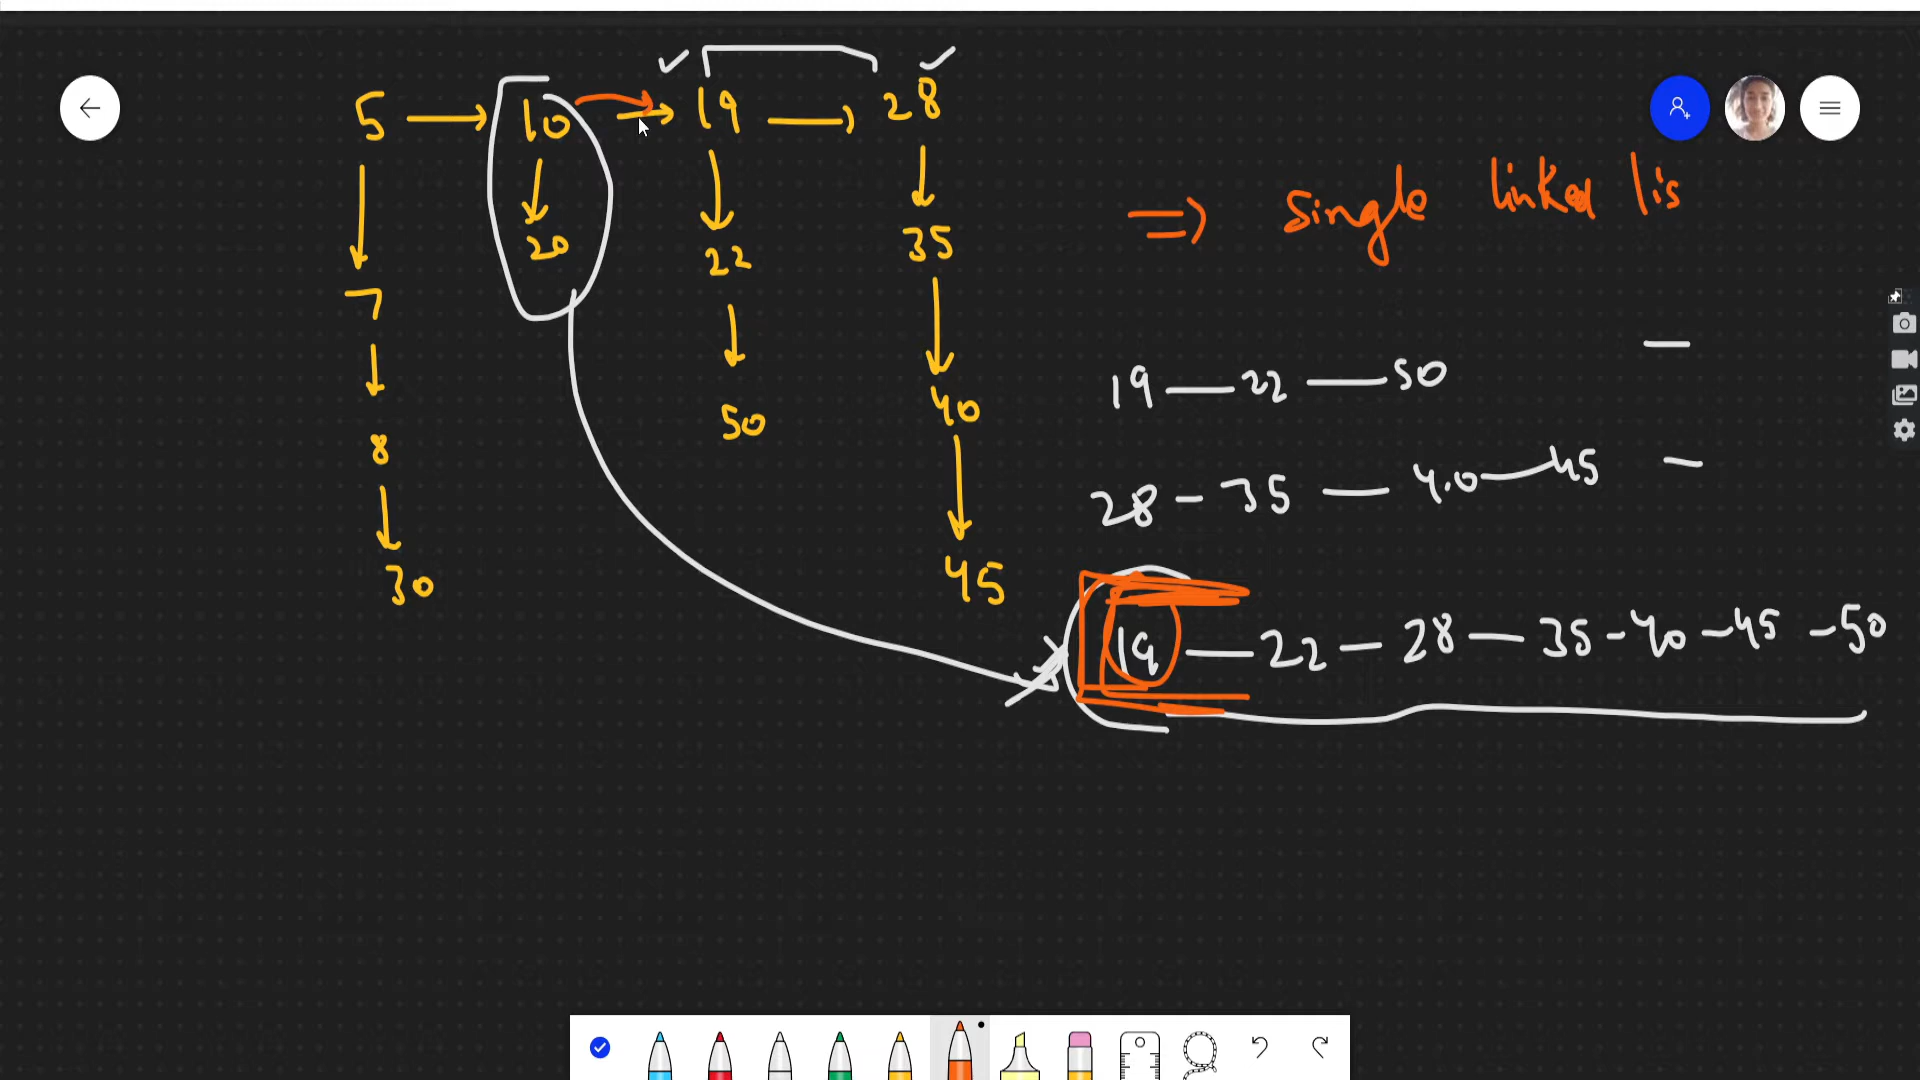 5 → 10 → 19 → 28
7 20 22 35
8 50 40
30 45
=> single linked lis
19 — 22 — 50 —
28 - 35 — 40 — 45 -
19 — 22 - 28 — 35 - 40 - 45 - 50